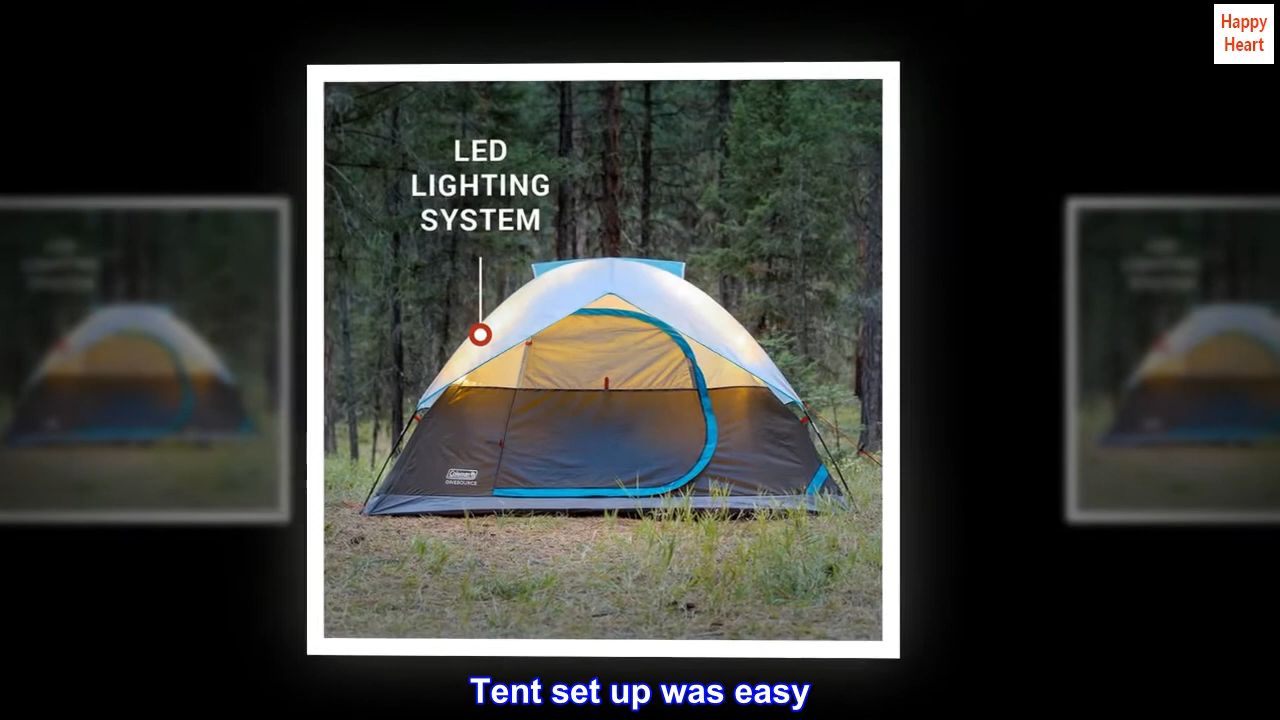 Happy
Heart
LED
LIGHTING
SYSTEM
Coleman
ONESOURCE
Tent set up was easy